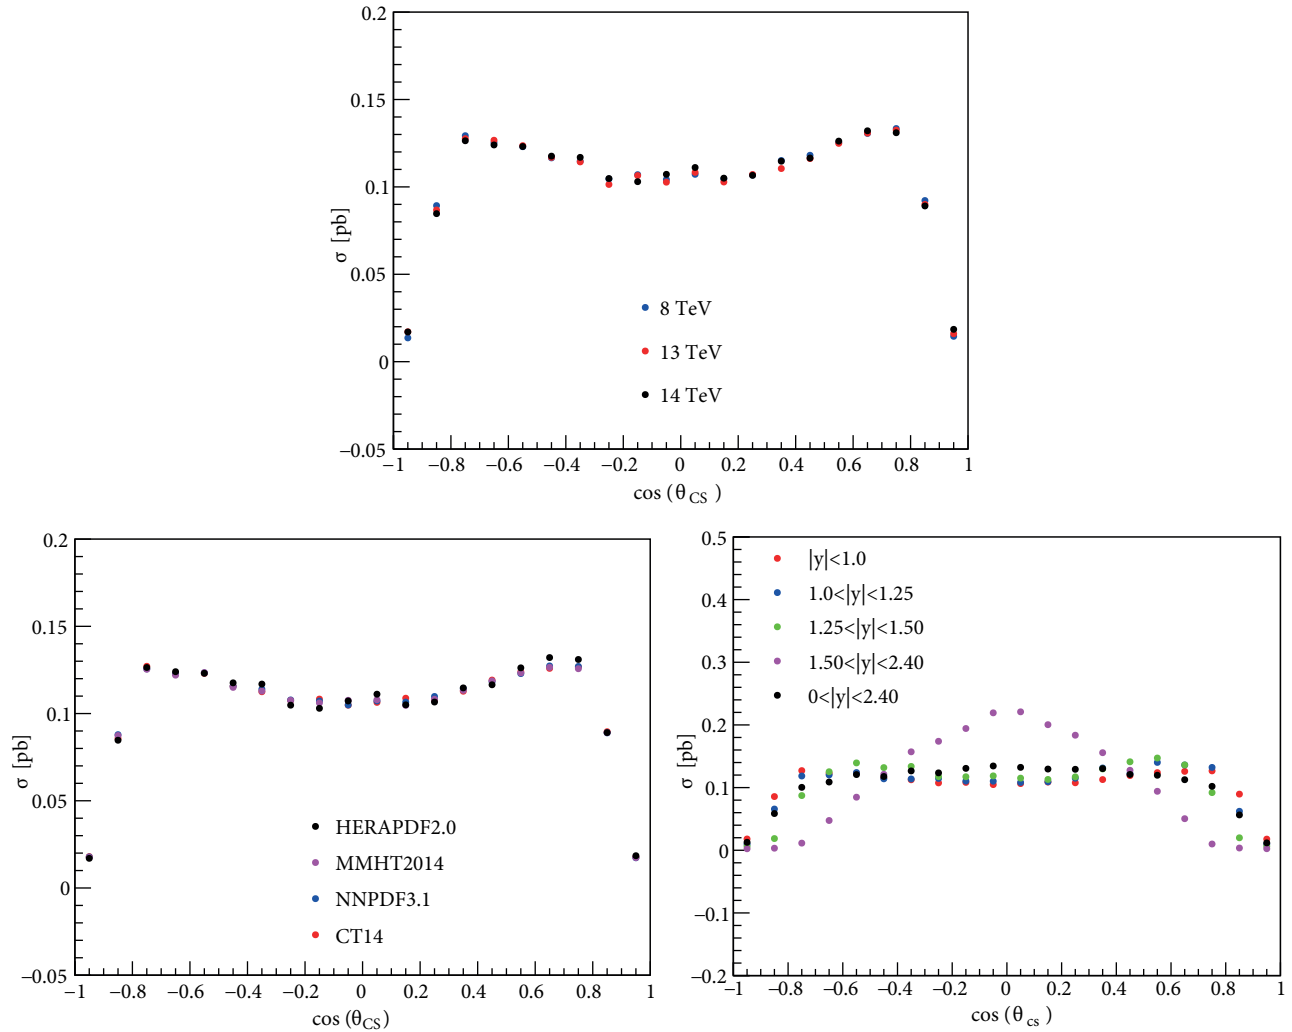 0.2
0.15
0.1
0.05
0
−0.05
σ [pb]
8 TeV
13 TeV
14 TeV
−1 −0.8 −0.6 −0.4 −0.2 0 0.2 0.4 0.6 0.8 1
cos (θ CS )
0.2
0.15
0.1
0.05
0
−0.05
σ [pb]
HERAPDF2.0
MMHT2014
NNPDF3.1
CT14
−1 −0.8 −0.6 −0.4 −0.2 0 0.2 0.4 0.6 0.8 1
cos (θCS)
0.5
0.4
0.3
0.2
0.1
0
−0.1
−0.2
σ [pb]
|y|<1.0
1.0<|y|<1.25
1.25<|y|<1.50
1.50<|y|<2.40
0<|y|<2.40
−1 −0.8 −0.6 −0.4 −0.2 0 0.2 0.4 0.6 0.8 1
cos (θ cs )